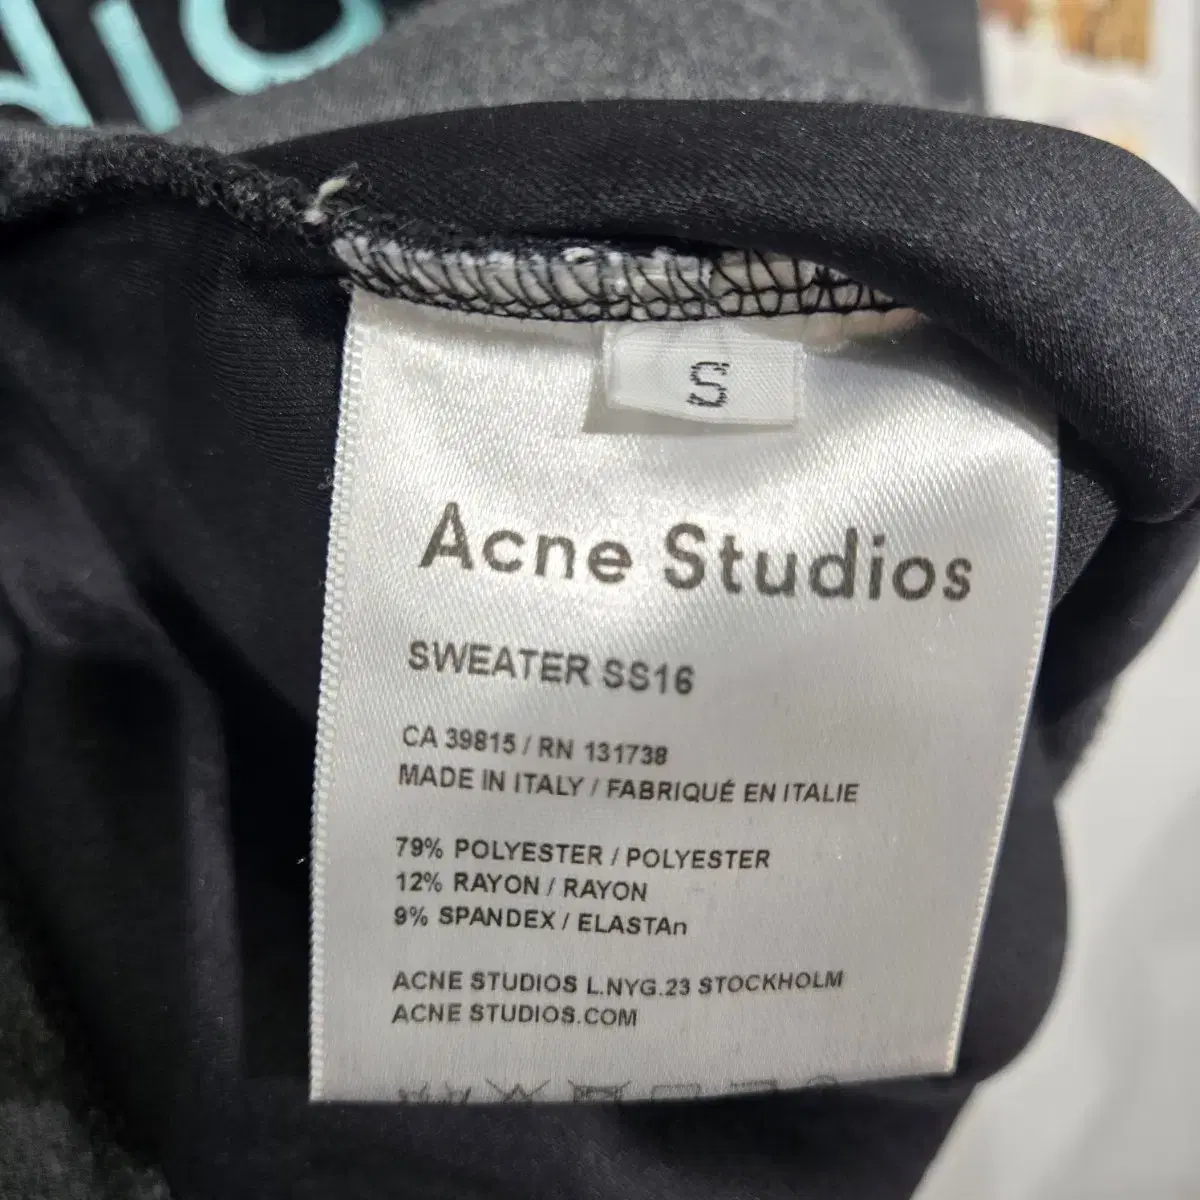 dio
S
Acne Studios
SWEATER SS16
CA 39815 / RN 131738
MADE IN ITALY / FABRIQUÉ EN ITALIE
79% POLYESTER / POLYESTER
12% RAYON / RAYON
9% SPANDEX / ELASTAn
ACNE STUDIOS L.NYG.23 STOCKHOLM
ACNE STUDIOS.COM